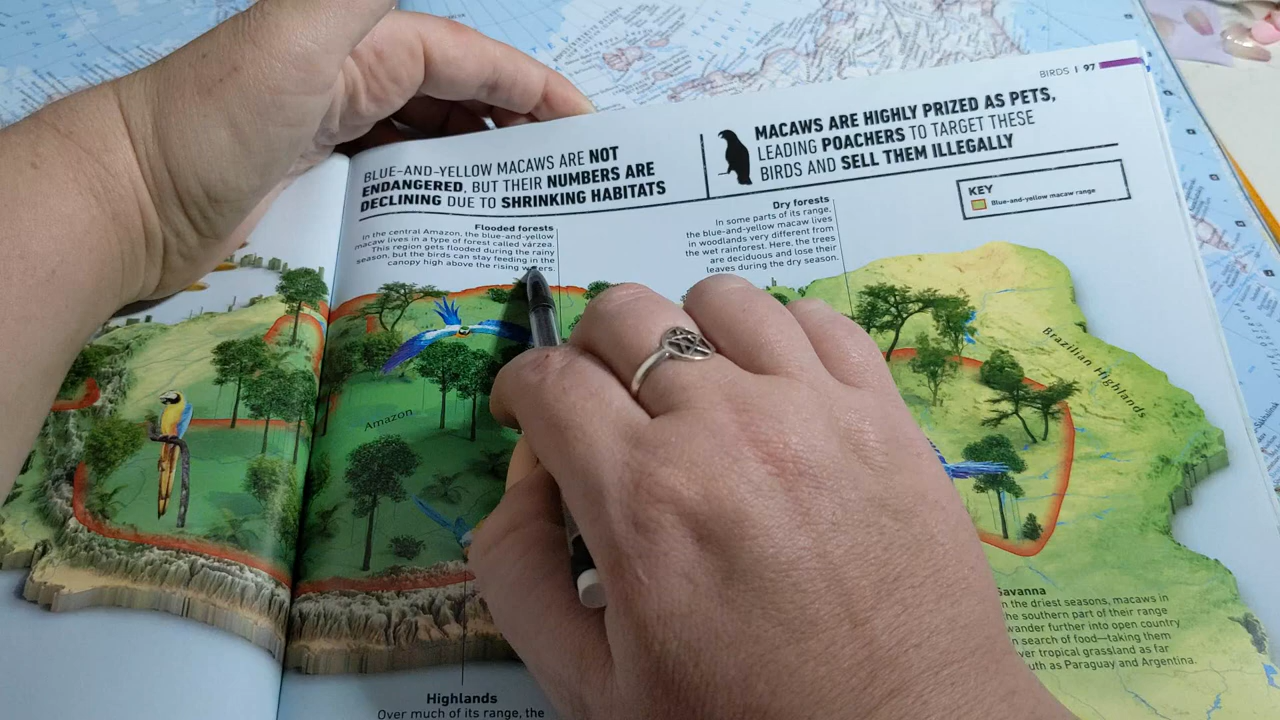 BIRDS | 97
BLUE-AND-YELLOW MACAWS ARE NOT
ENDANGERED, BUT THEIR NUMBERS ARE
DECLINING DUE TO SHRINKING HABITATS
MACAWS ARE HIGHLY PRIZED AS PETS,
LEADING POACHERS TO TARGET THESE
BIRDS AND SELL THEM ILLEGALLY
KEY
Blue-and-yellow macaw range
Flooded forests
In the central Amazon, the blue-and-yellow
macaw lives in a type of forest called várzea.
This region gets flooded during the rainy
season, but the birds can stay feeding in the
canopy high above the rising waters.
Dry forests
In some parts of its range,
the blue-and-yellow macaw lives
in woodlands very different from
the wet rainforest. Here, the trees
are deciduous and lose their
leaves during the dry season.
Amazon
Brazilian Highlands
Savanna
n the driest seasons, macaws in
the southern part of their range
wander further into open country
n search of food—taking them
ver tropical grassland as far
uth as Paraguay and Argentina.
Highlands
Over much of its range, the